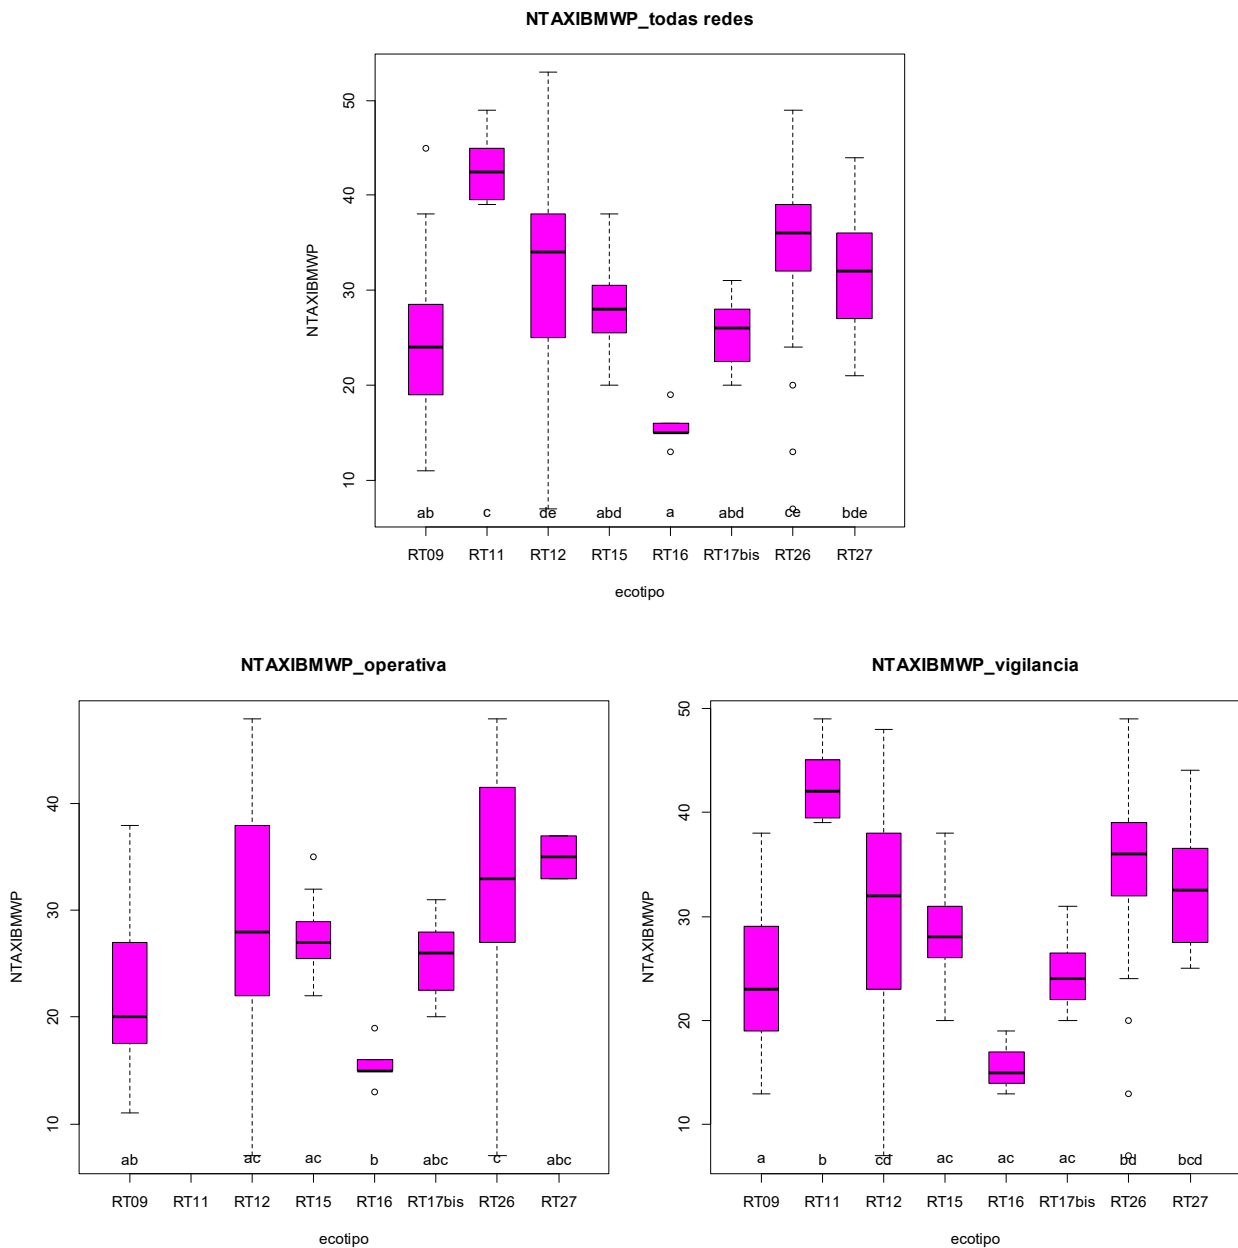 NTAXIBMWP_todas redes
NTAXIBMWP
50
40
30
20
10
ab c de abd a abd ce bde
RT09 RT11 RT12 RT15 RT16 RT17bis RT26 RT27
ecotipo
NTAXIBMWP_operativa
NTAXIBMWP
40
30
20
10
ab ac ac b abc c abc
RT09 RT11 RT12 RT15 RT16 RT17bis RT26 RT27
ecotipo
NTAXIBMWP_vigilancia
NTAXIBMWP
50
40
30
20
10
a b cd ac ac ac bd bcd
RT09 RT11 RT12 RT15 RT16 RT17bis RT26 RT27
ecotipo